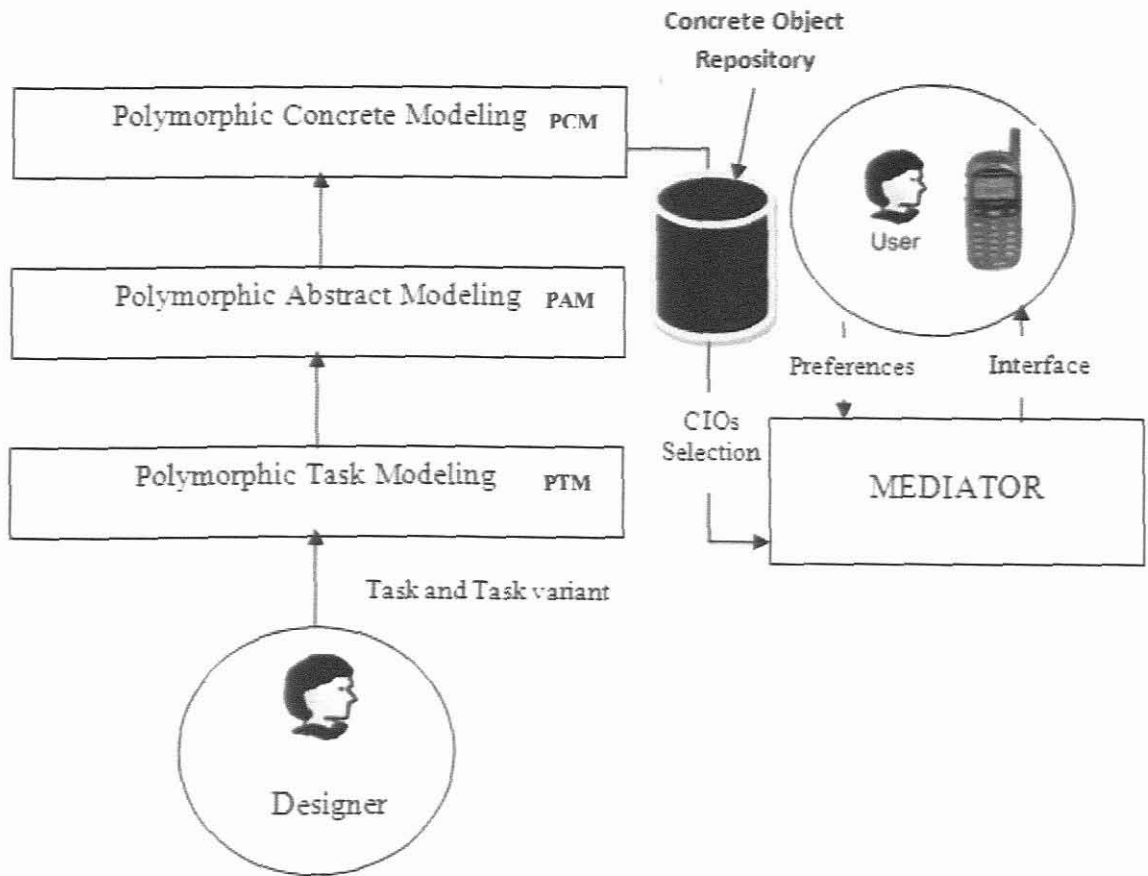 Concrete Object
Repository
Polymorphic Concrete Modeling PCM
User
Polymorphic Abstract Modeling PAM
Preferences
Interface
CIOs
Selection
Polymorphic Task Modeling PTM
MEDIATOR
Task and Task variant
Designer